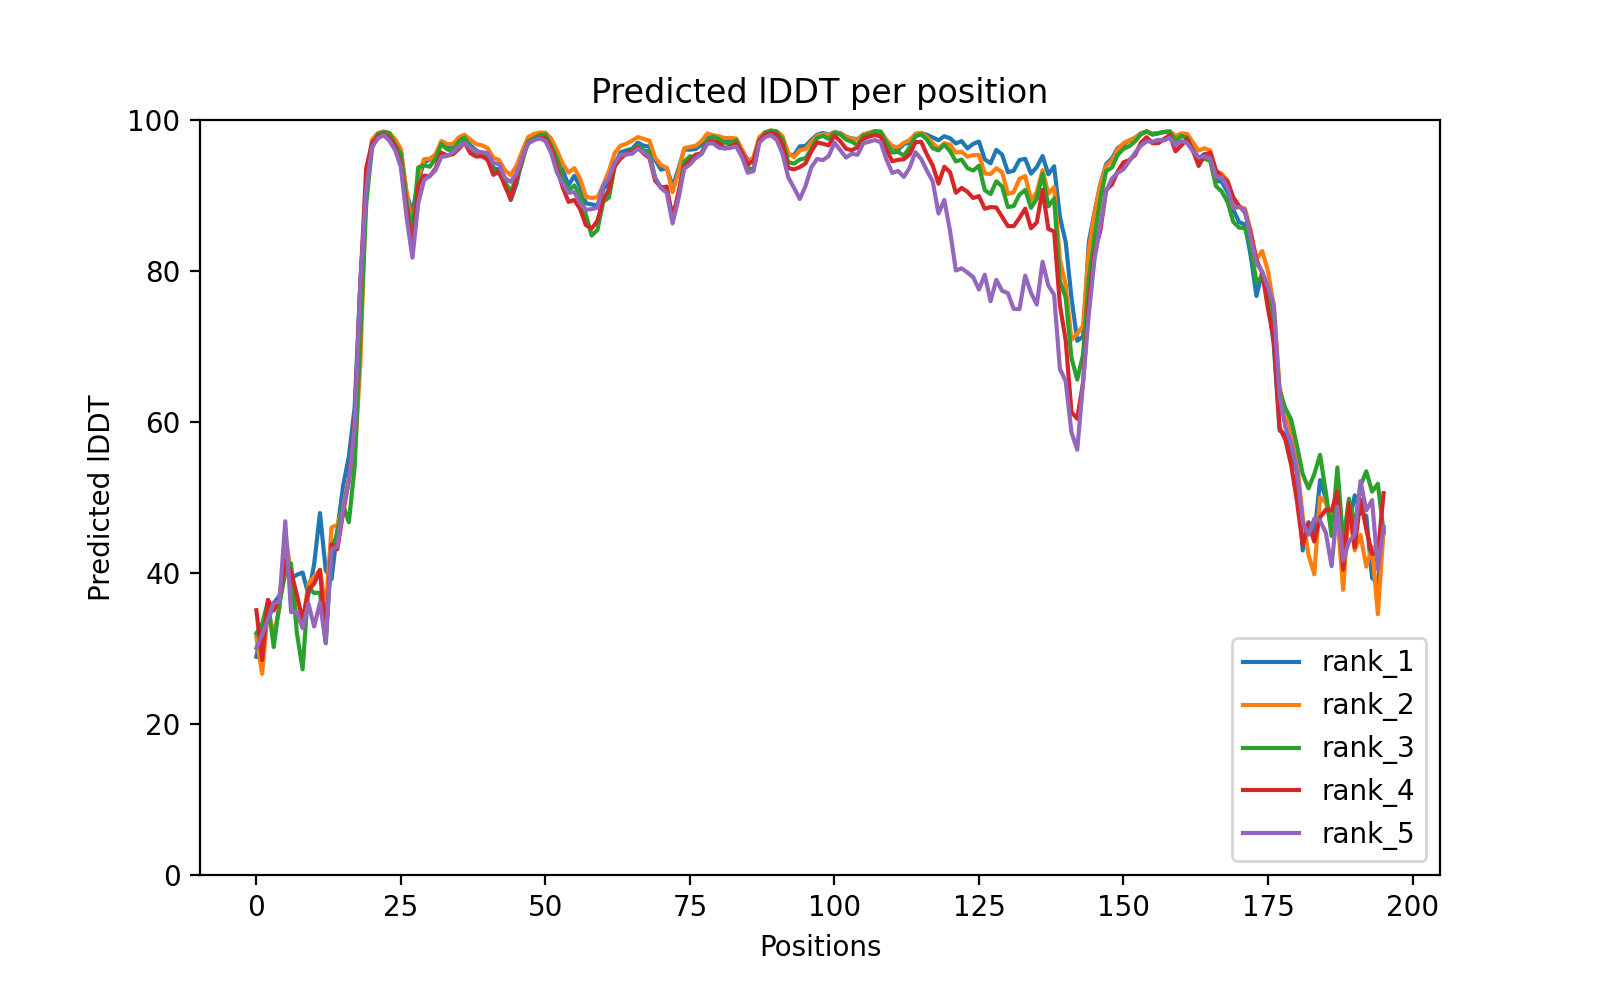 Predicted lDDT per position
100
80
60
40
20
0
Predicted lDDT
0 25 50 75 100 125 150 175 200
Positions
rank_1
rank_2
rank_3
rank_4
rank_5